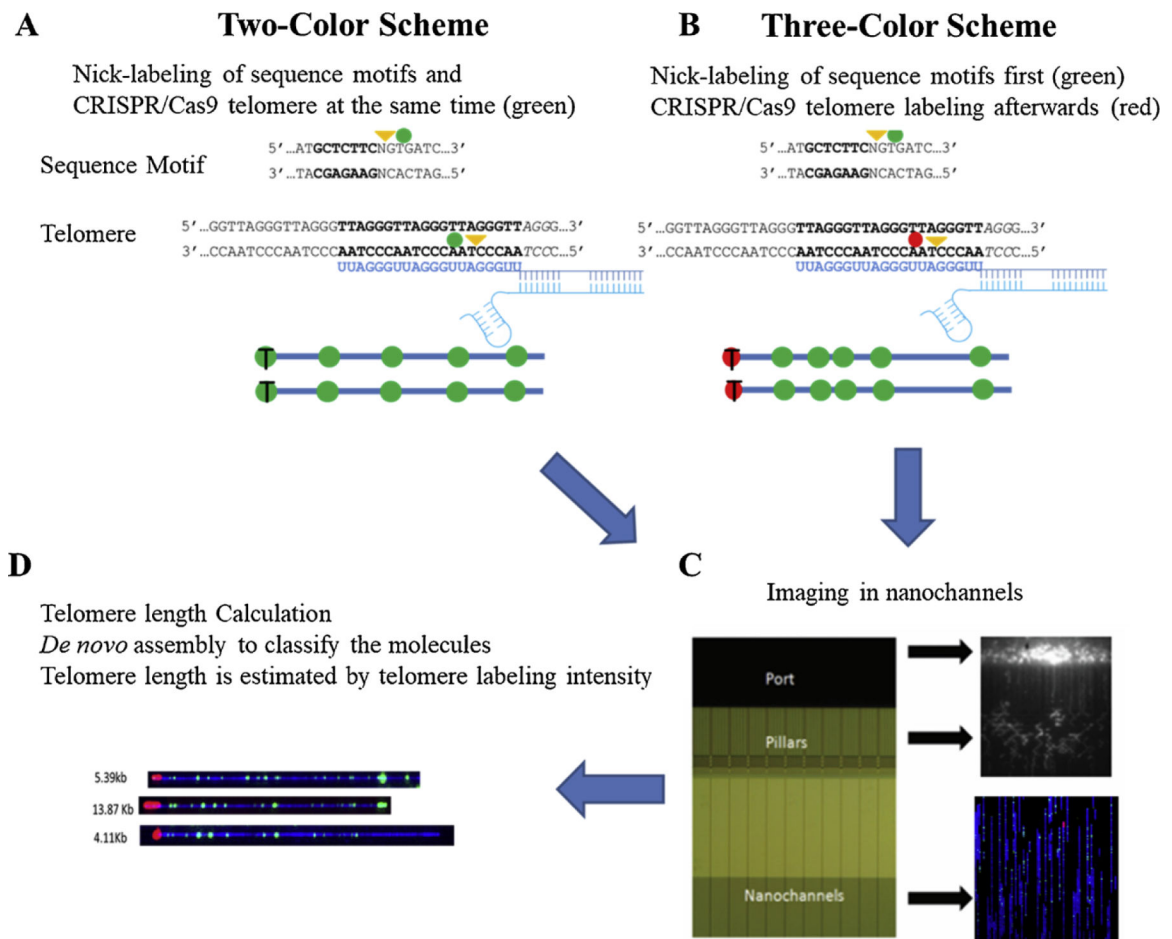 A Two-Color Scheme
Nick-labeling of sequence motifs and
CRISPR/Cas9 telomere at the same time (green)
Sequence Motif
5’…ATGCTCTTCNGTGATC…3’
3’…TACGAGAAGNCACTAG…5’
Telomere
5’…GGTTAGGGTTAGGGTTAGGGTTAGGGTTAGGGTTAGGG…3’
3’…CCAATCCCAATCCCAATCCCAATCCCAATCCCAATCCC…5’
UUAGGGUUAGGGUUAGGGUU
T
T
B Three-Color Scheme
Nick-labeling of sequence motifs first (green)
CRISPR/Cas9 telomere labeling afterwards (red)
5’…ATGCTCTTCNGTGATC…3’
3’…TACGAGAAGNCACTAG…5’
5’…GGTTAGGGTTAGGGTTAGGGTTAGGGTTAGGGTTAGGG…3’
3’…CCAATCCCAATCCCAATCCCAATCCCAATCCCAATCCC…5’
UUAGGGUUAGGGUUAGGGUU
T
T
C
Imaging in nanochannels
Port
Pillars
Nanochannels
D
Telomere length Calculation
De novo assembly to classify the molecules
Telomere length is estimated by telomere labeling intensity
5.39kb
13.87 Kb
4.11Kb